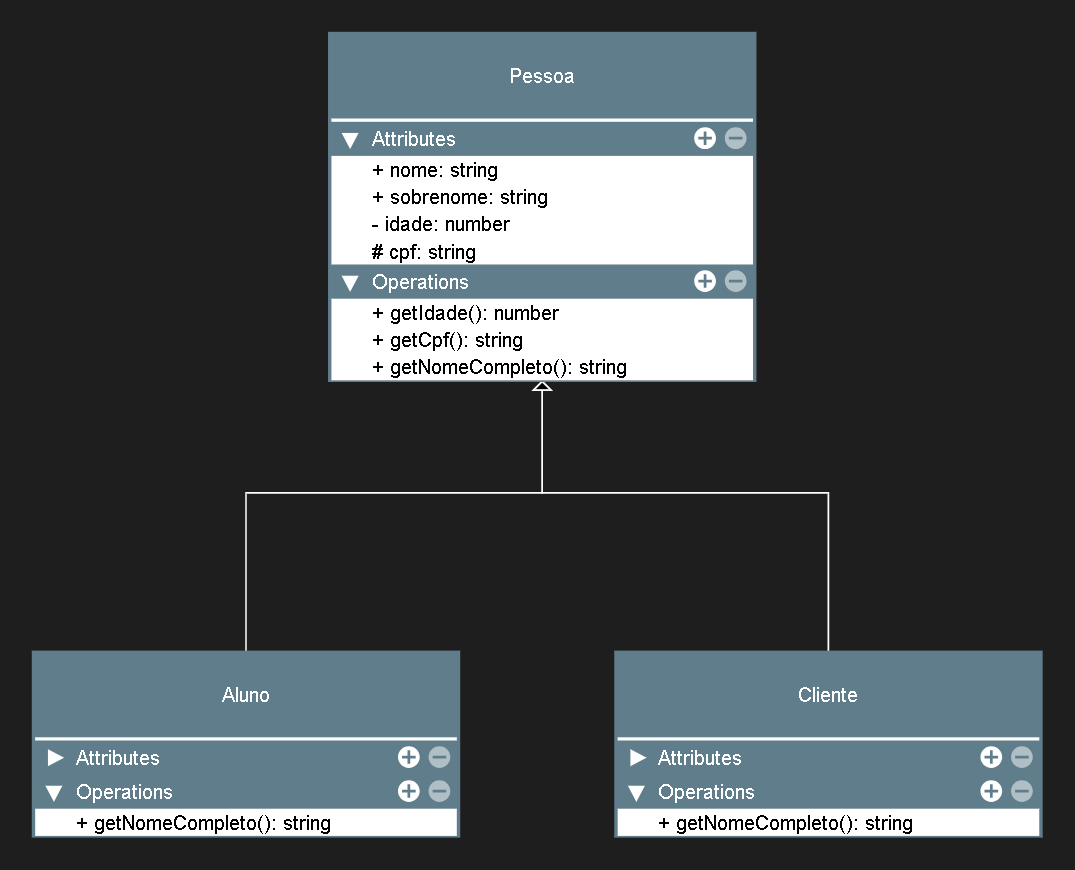 Pessoa
Attributes
+ nome: string
+ sobrenome: string
- idade: number
# cpf: string
Operations
+ getIdade(): number
+ getCpf(): string
+ getNomeCompleto(): string
Aluno
Attributes
Operations
+ getNomeCompleto(): string
Cliente
Attributes
Operations
+ getNomeCompleto(): string